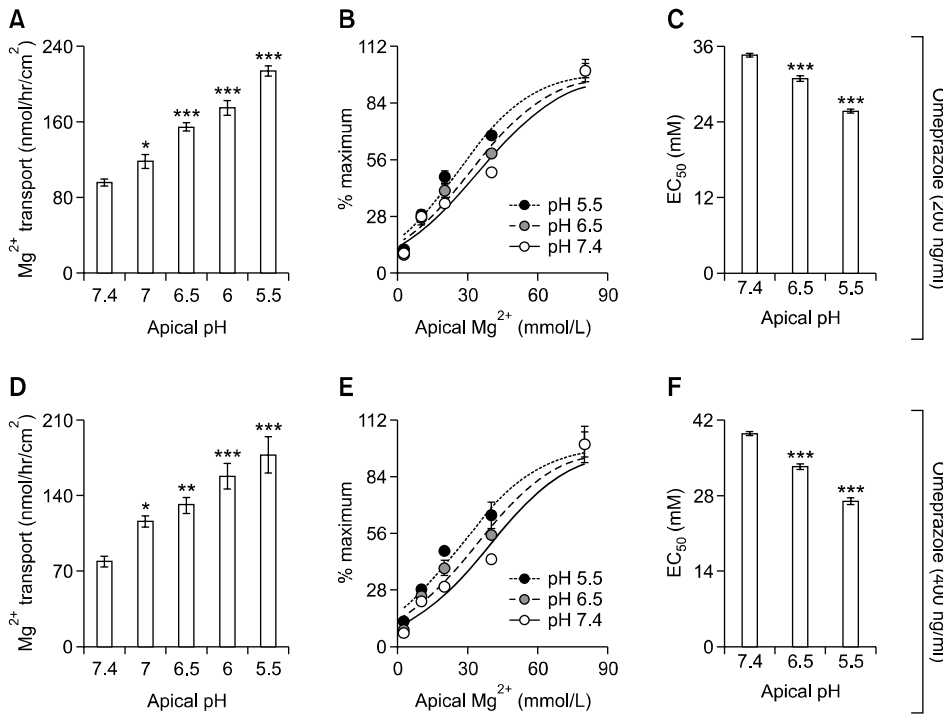 A
Mg2+ transport (nmol/hr/cm2)
240
160
80
0
*
***
***
***
7.4 7 6.5 6 5.5
Apical pH
B
% maximum
112
84
56
28
0
pH 5.5
pH 6.5
pH 7.4
0 30 60 90
Apical Mg2+ (mmol/L)
C
EC50 (mM)
36
24
12
0
***
***
7.4 6.5 5.5
Apical pH
Omeprazole (200 ng/ml)
D
Mg2+ transport (nmol/hr/cm2)
210
140
70
0
*
**
***
***
7.4 7 6.5 6 5.5
Apical pH
E
% maximum
112
84
56
28
0
pH 5.5
pH 6.5
pH 7.4
0 30 60 90
Apical Mg2+ (mmol/L)
F
EC50 (mM)
42
28
14
0
***
***
7.4 6.5 5.5
Apical pH
Omeprazole (400 ng/ml)